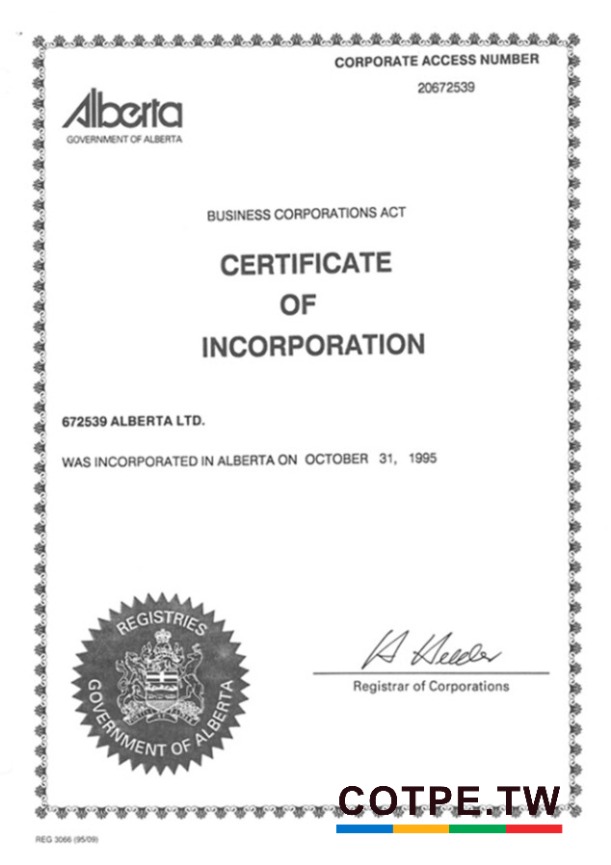 CORPORATE ACCESS NUMBER
20672539
Alberta
GOVERNMENT OF ALBERTA
BUSINESS CORPORATIONS ACT
CERTIFICATE
OF
INCORPORATION
672539 ALBERTA LTD.
WAS INCORPORATED IN ALBERTA ON OCTOBER 31, 1995
REGISTRIES
GOVERNMENT OF ALBERTA
Registrar of Corporations
COTPE.TW
REG 3066 (95/09)